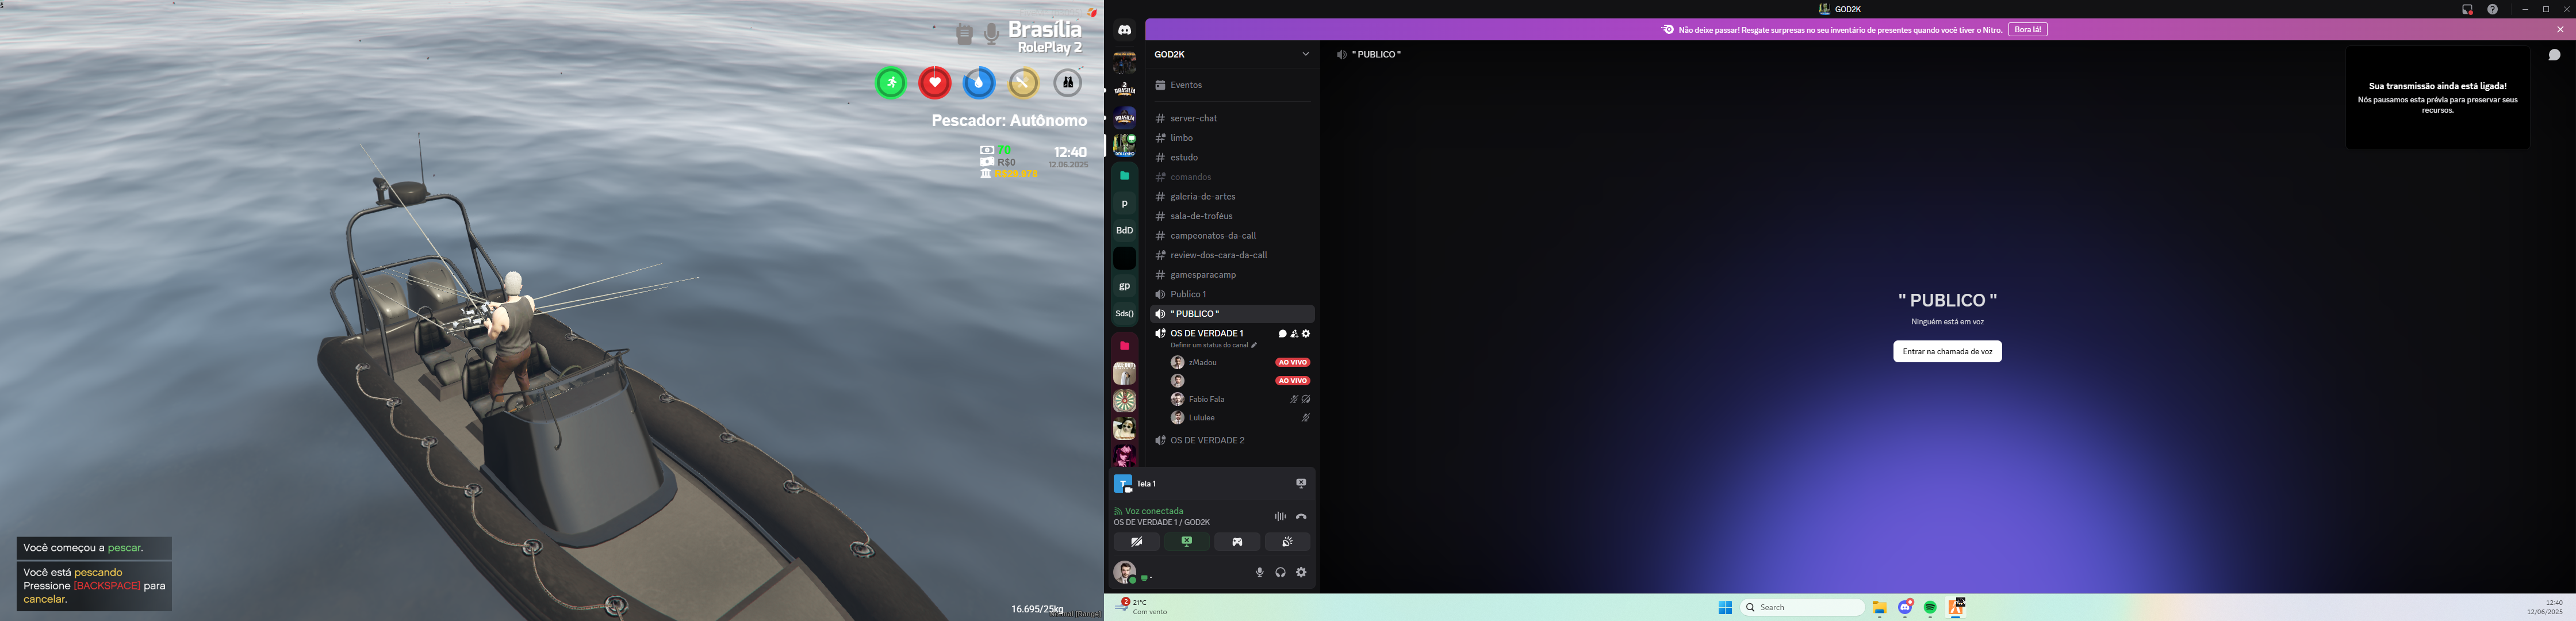 Brasília
RolePlay 2
Pescador: Autônomo
70
R$0
R$29,978
12:40
12.06.2025
Você começou a pescar.
Você está pescando
Pressione [BACKSPACE] para
cancelar.
16.695/25kg
GOD2K
Não deixe passar! Resgate surpresas no seu inventário de presentes quando você tiver o Nitro.
Bora lá!
GOD2K
Eventos
server-chat
limbo
estudo
comandos
galeria-de-artes
sala-de-troféus
campeonatos-da-call
review-dos-cara-da-call
gamesparacamp
Publico 1
" PUBLICO "
OS DE VERDADE 1
Definir um status do canal
zMadou
AO VIVO
AO VIVO
Fabio Fala
Lululee
OS DE VERDADE 2
p
BdD
gp
Sds()
T
Tela 1
Voz conectada
OS DE VERDADE 1 / GOD2K
" PUBLICO "
Sua transmissão ainda está ligada!
Nós pausamos esta prévia para preservar seus
recursos.
" PUBLICO "
Ninguém está em voz
Entrar na chamada de voz
2
21°C
Com vento
Search
12:40
12/06/2025